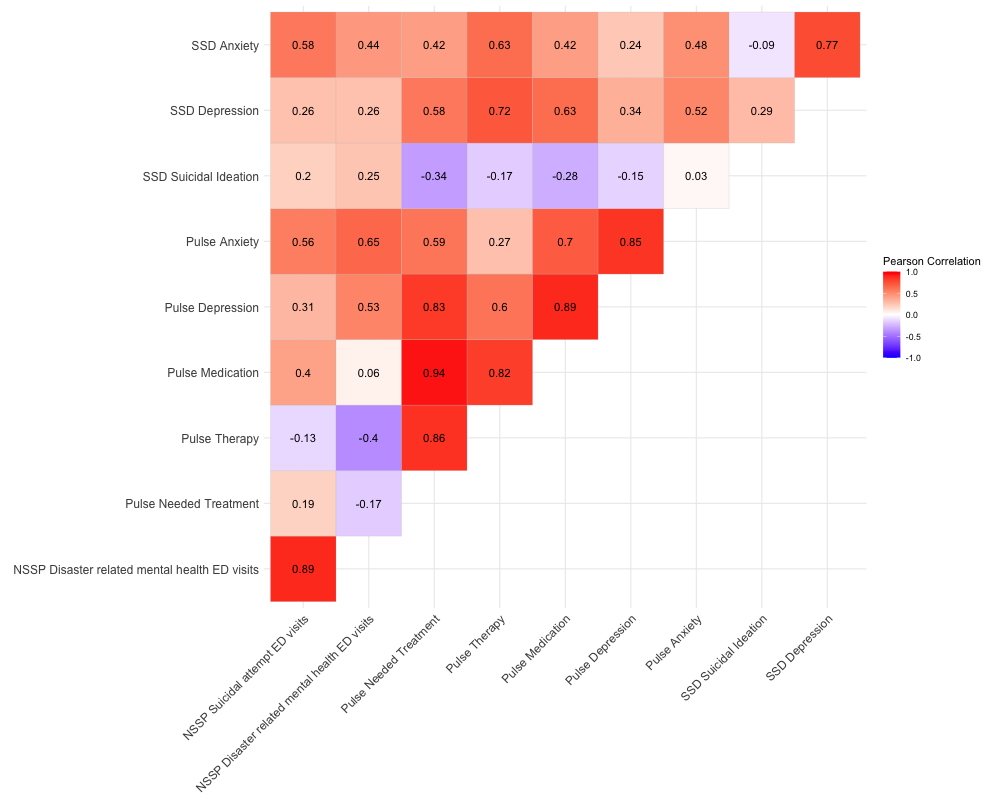 SSD Anxiety 0.58 0.44 0.42 0.63 0.42 0.24 0.48 -0.09 0.77
SSD Depression 0.26 0.26 0.58 0.72 0.63 0.34 0.52 0.29
SSD Suicidal Ideation 0.2 0.25 -0.34 -0.17 -0.28 -0.15 0.03
Pulse Anxiety 0.56 0.65 0.59 0.27 0.7 0.85
Pulse Depression 0.31 0.53 0.83 0.6 0.89
Pulse Medication 0.4 0.06 0.94 0.82
Pulse Therapy -0.13 -0.4 0.86
Pulse Needed Treatment 0.19 -0.17
NSSP Disaster related mental health ED visits 0.89
NSSP Suicidal attempt ED visits
NSSP Disaster related mental health ED visits
Pulse Needed Treatment
Pulse Therapy
Pulse Medication
Pulse Depression
Pulse Anxiety
SSD Suicidal Ideation
SSD Depression
Pearson Correlation
1.0
0.5
0.0
-0.5
-1.0